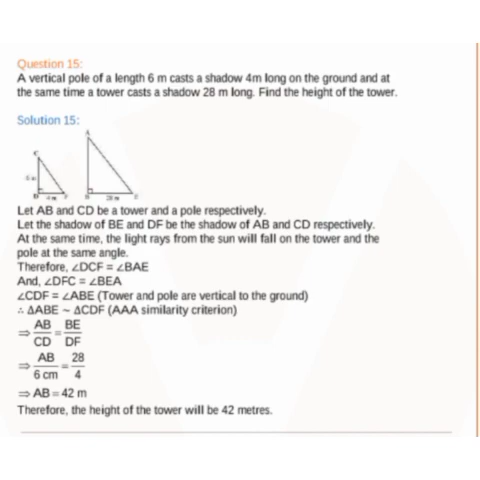 Question 15:
A vertical pole of a length 6 m casts a shadow 4m long on the ground and at
the same time a tower casts a shadow 28 m long. Find the height of the tower.
Solution 15:
A
C
6 m
D 4 m F B 28 m E
Let AB and CD be a tower and a pole respectively.
Let the shadow of BE and DF be the shadow of AB and CD respectively.
At the same time, the light rays from the sun will fall on the tower and the
pole at the same angle.
Therefore, ∠DCF = ∠BAE
And, ∠DFC = ∠BEA
∠CDF = ∠ABE (Tower and pole are vertical to the ground)
∴ ΔABE ~ ΔCDF (AAA similarity criterion)
⇒ AB/CD = BE/DF
⇒ AB/6 cm = 28/4
⇒ AB = 42 m
Therefore, the height of the tower will be 42 metres.